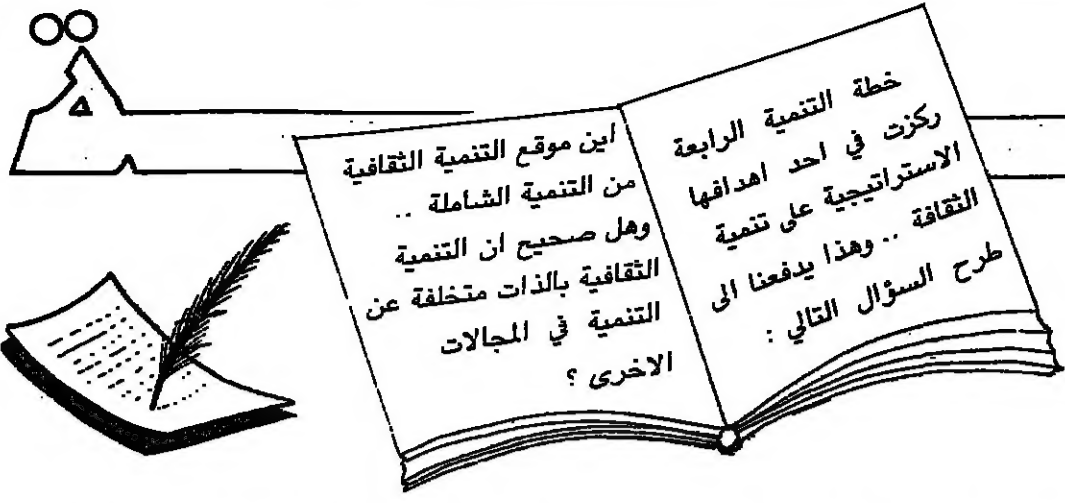 خطة التنمية الرابعة
ركزت في احد اهدافها
الاستراتيجية على تنمية
الثقافة .. وهذا يدفعنا الى
طرح السؤال التالي :
اين موقع التنمية الثقافية
من التنمية الشاملة ..
وهل صحيح ان التنمية
الثقافية بالذات متخلفة عن
التنمية في المجالات
الاخرى ؟